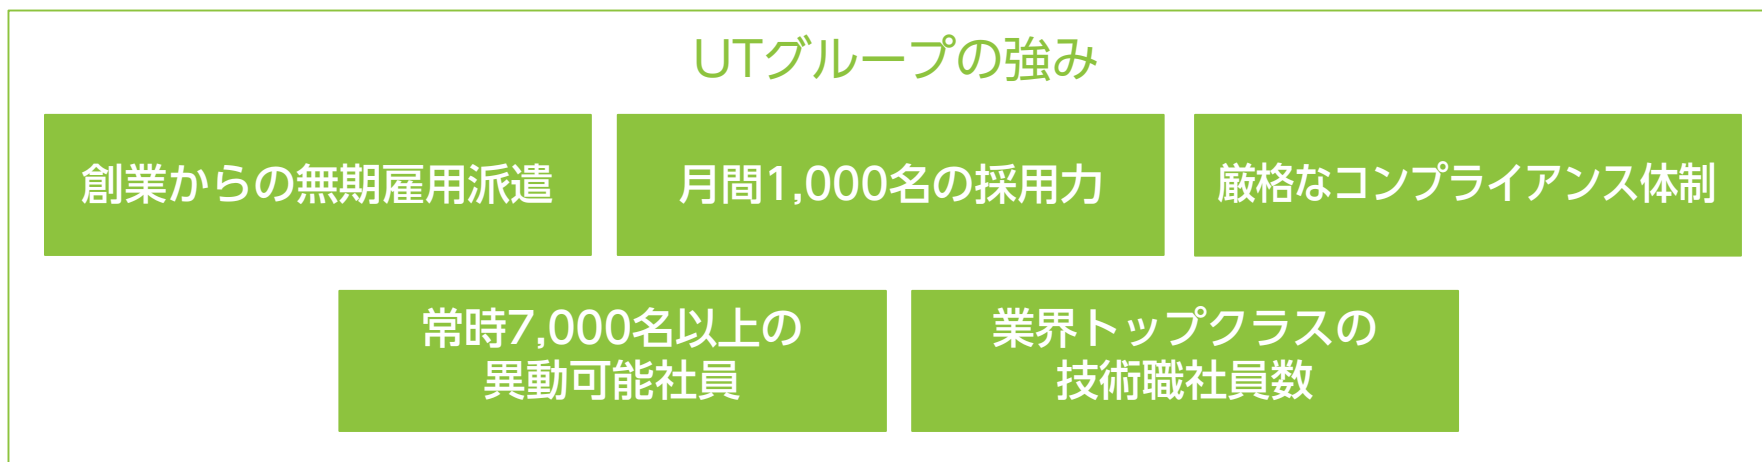 UTグループの強み
創業からの無期雇用派遣
月間1,000名の採用力
厳格なコンプライアンス体制
常時7,000名以上の
異動可能社員
業界トップクラスの
技術職社員数